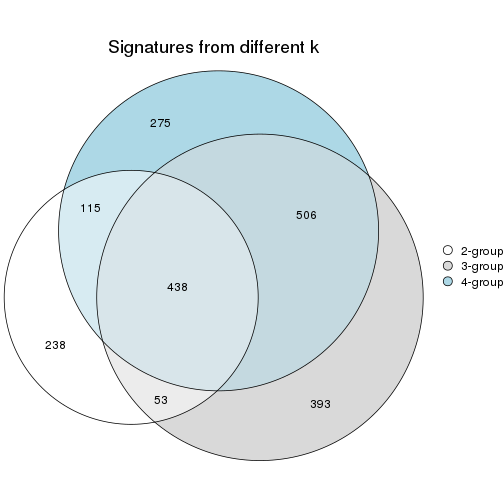 Signatures from different k
275
115
506
2-group
3-group
4-group
438
238
53
393